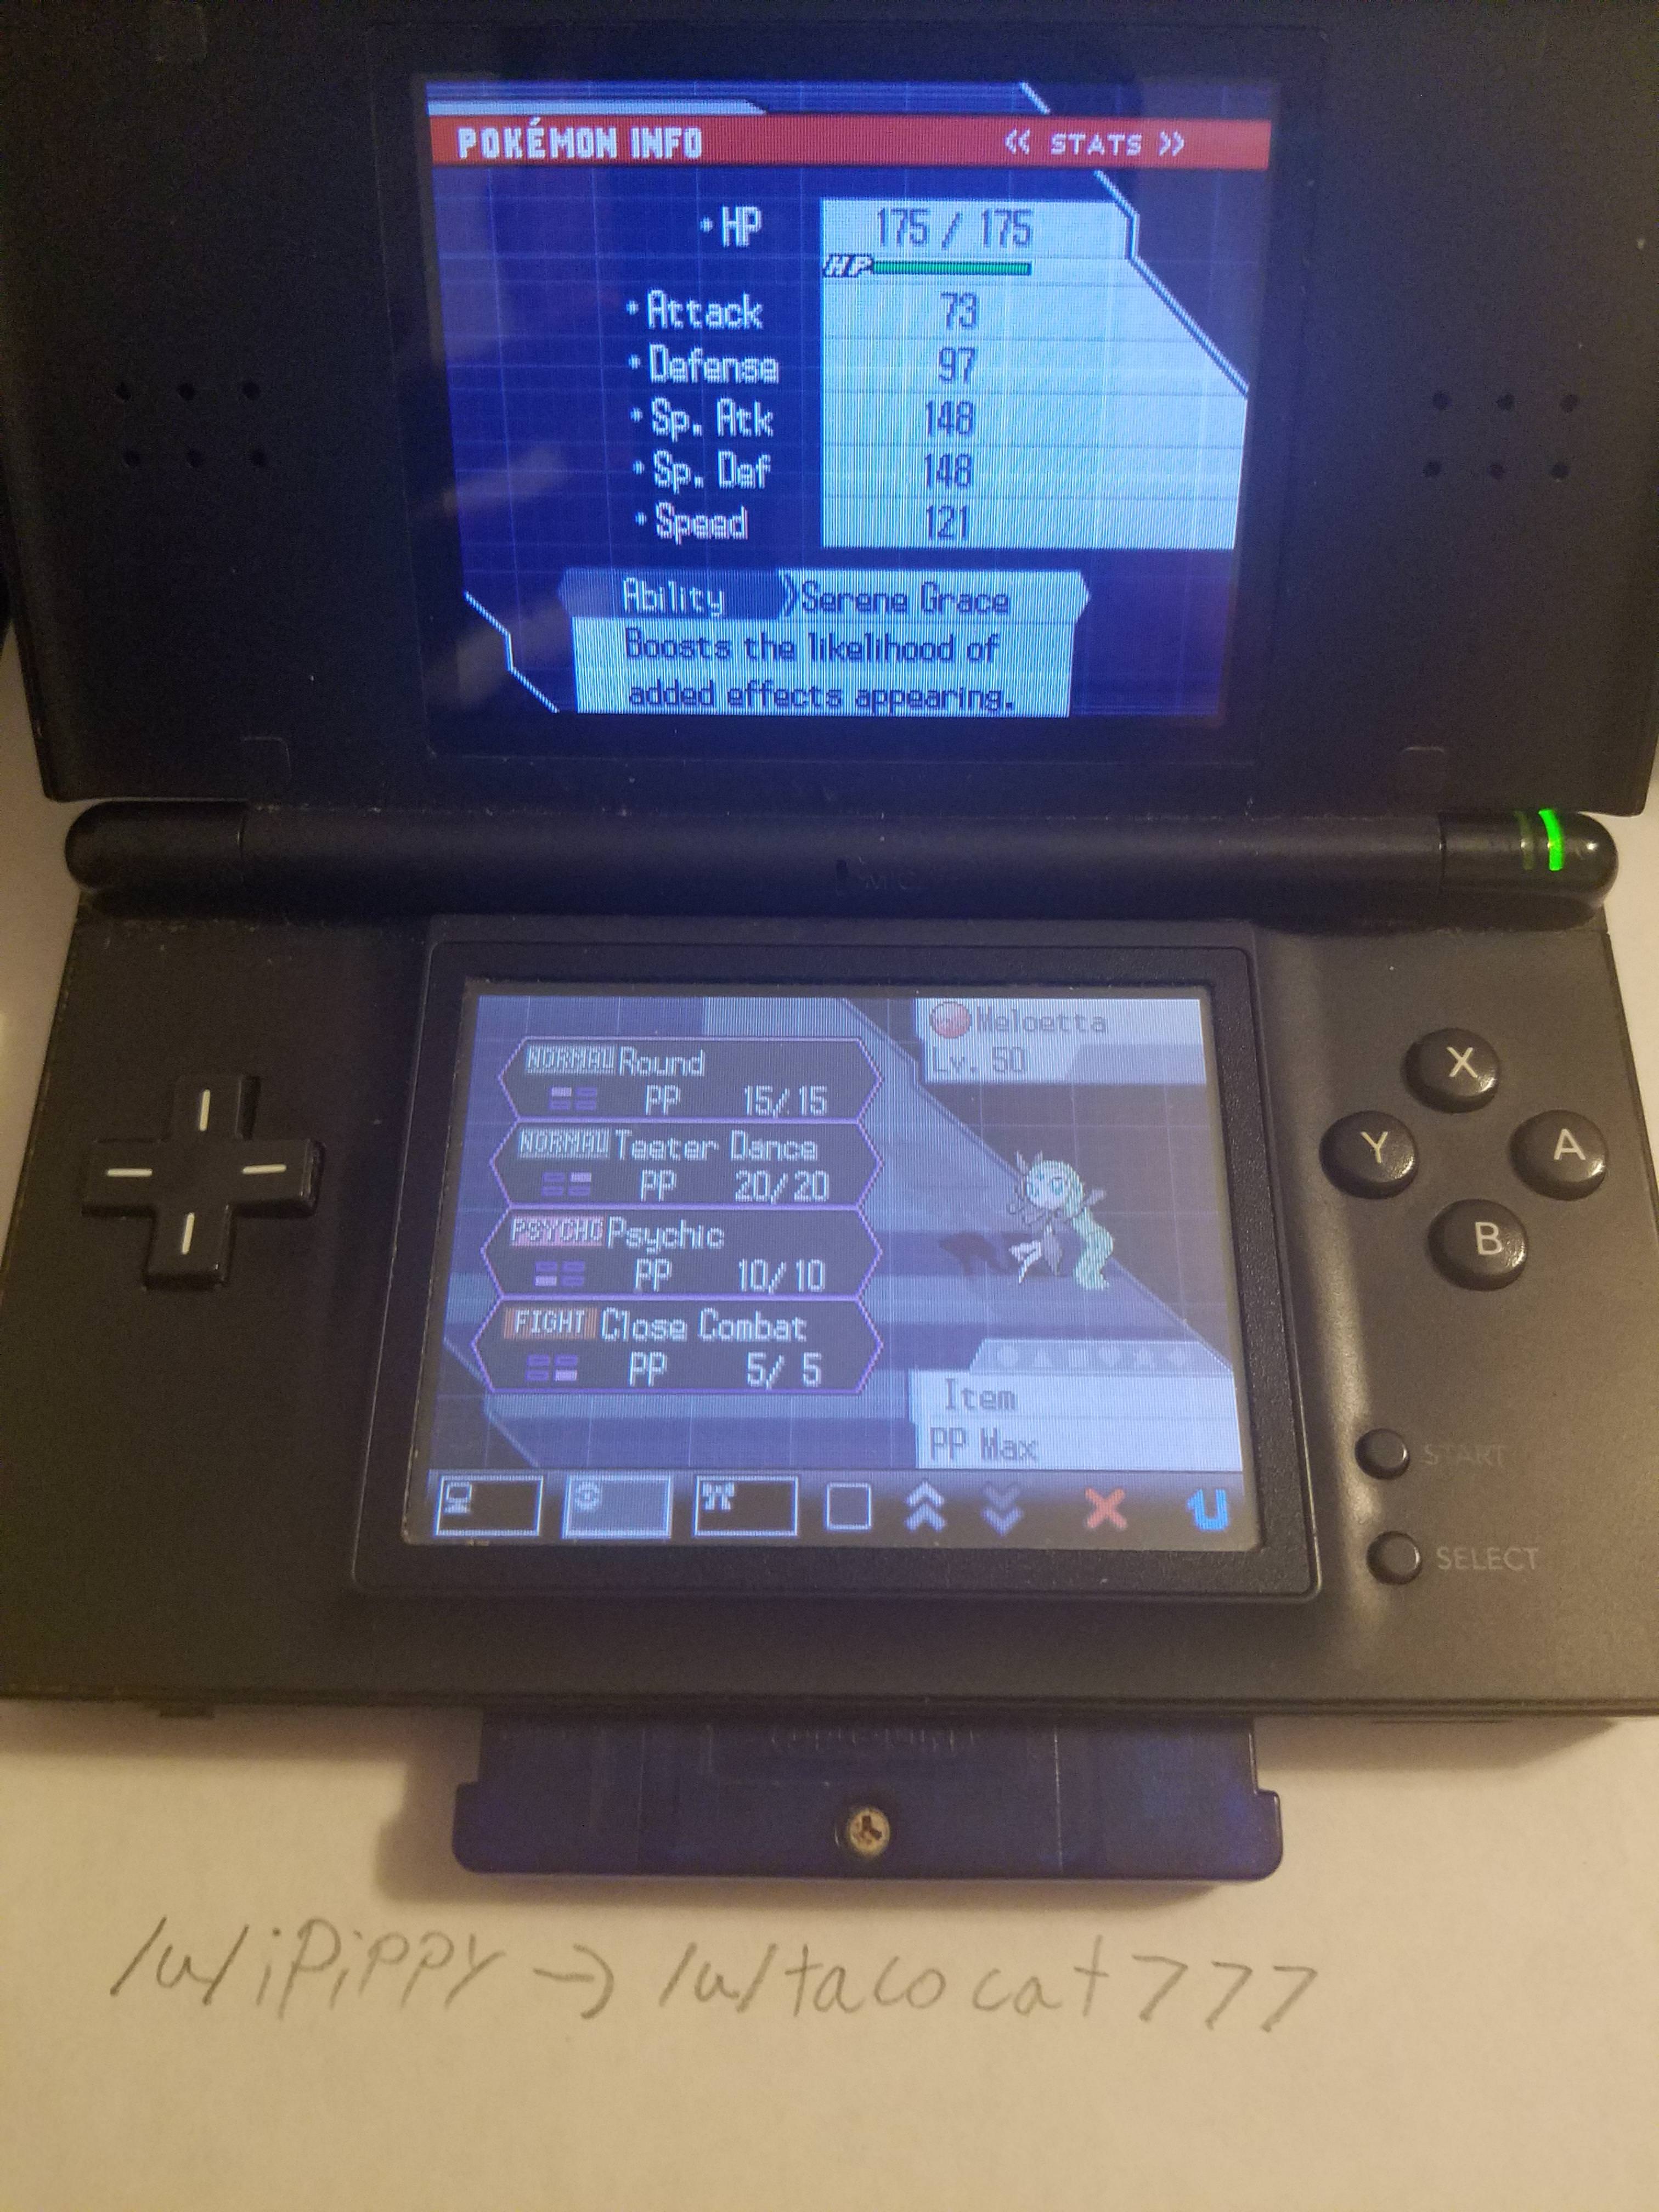 POKÉMON INFO << STATS >>
HP 175 / 175
HP
Attack 73
Defense 97
Sp. Atk 148
Sp. Def 148
Speed 121
Ability Serene Grace
Boosts the likelihood of
added effects appearing.
MIC
Meloetta
Lv. 50
NORMAL Round
PP 15/ 15
NORMAL Teeter Dance
PP 20/ 20
PSYCHC Psychic
PP 10/ 10
FIGHT Close Combat
PP 5/ 5
Item
PP Max
X
Y
A
B
START
SELECT
/u/iPiPPY → /u/tacocat777